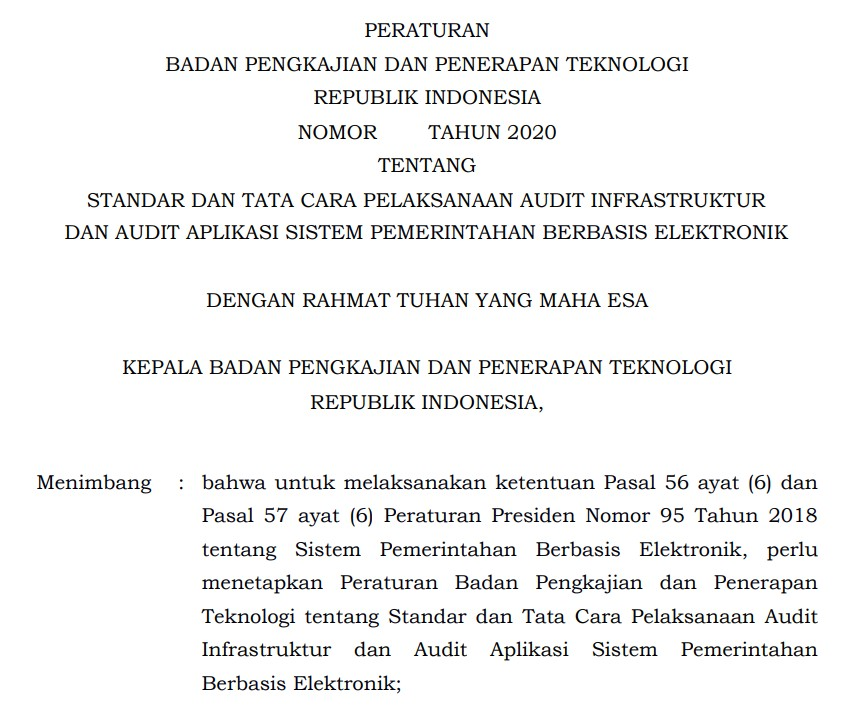 PERATURAN
BADAN PENGKAJIAN DAN PENERAPAN TEKNOLOGI
REPUBLIK INDONESIA
NOMOR TAHUN 2020
TENTANG
STANDAR DAN TATA CARA PELAKSANAAN AUDIT INFRASTRUKTUR
DAN AUDIT APLIKASI SISTEM PEMERINTAHAN BERBASIS ELEKTRONIK
DENGAN RAHMAT TUHAN YANG MAHA ESA
KEPALA BADAN PENGKAJIAN DAN PENERAPAN TEKNOLOGI
REPUBLIK INDONESIA,
Menimbang : bahwa untuk melaksanakan ketentuan Pasal 56 ayat (6) dan
Pasal 57 ayat (6) Peraturan Presiden Nomor 95 Tahun 2018
tentang Sistem Pemerintahan Berbasis Elektronik, perlu
menetapkan Peraturan Badan Pengkajian dan Penerapan
Teknologi tentang Standar dan Tata Cara Pelaksanaan Audit
Infrastruktur dan Audit Aplikasi Sistem Pemerintahan
Berbasis Elektronik;